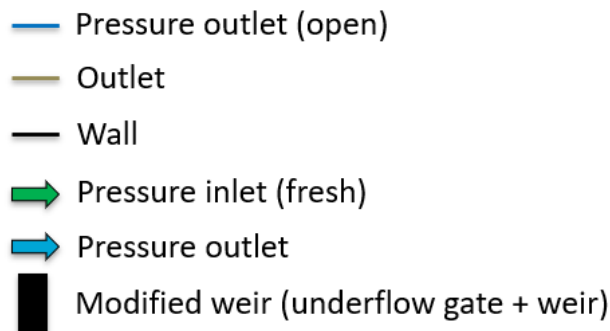 Pressure outlet (open)
Outlet
Wall
Pressure inlet (fresh)
Pressure outlet
Modified weir (underflow gate + weir)